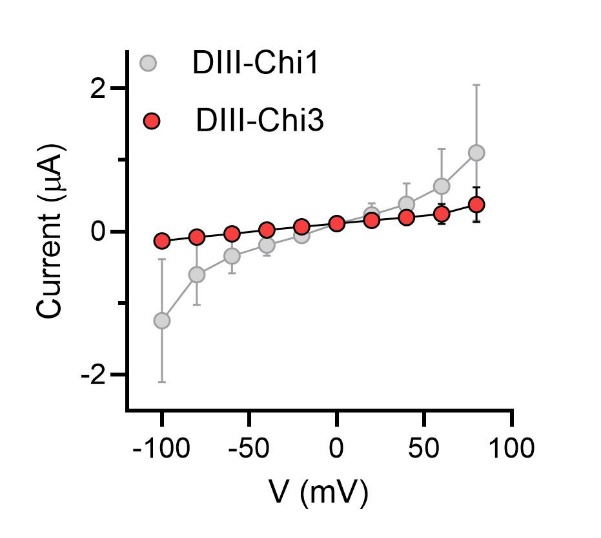 DIII-Chi1
DIII-Chi3
Current (μA)
2
0
-2
-100 -50 0 50 100
V (mV)